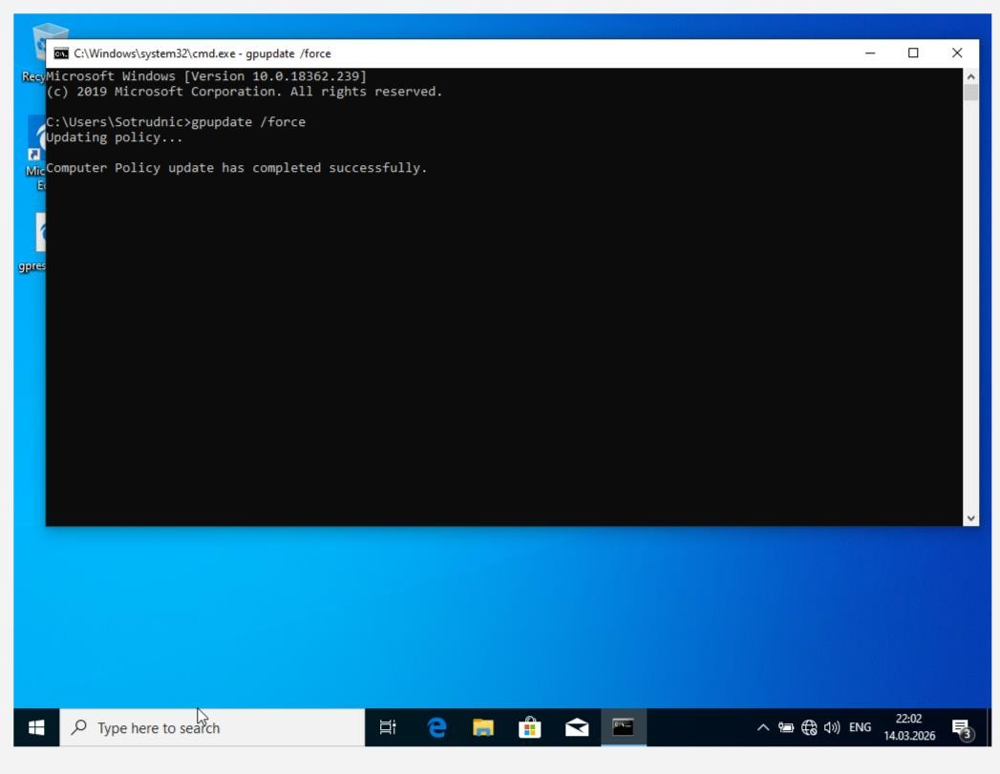 C:\Windows\system32\cmd.exe - gpupdate /force
Microsoft Windows [Version 10.0.18362.239]
(c) 2019 Microsoft Corporation. All rights reserved.
C:\Users\Sotrudnic>gpupdate /force
Updating policy...
Computer Policy update has completed successfully.
Recy
Mic
E
gpres
Type here to search
ENG
22:02
14.03.2026
3